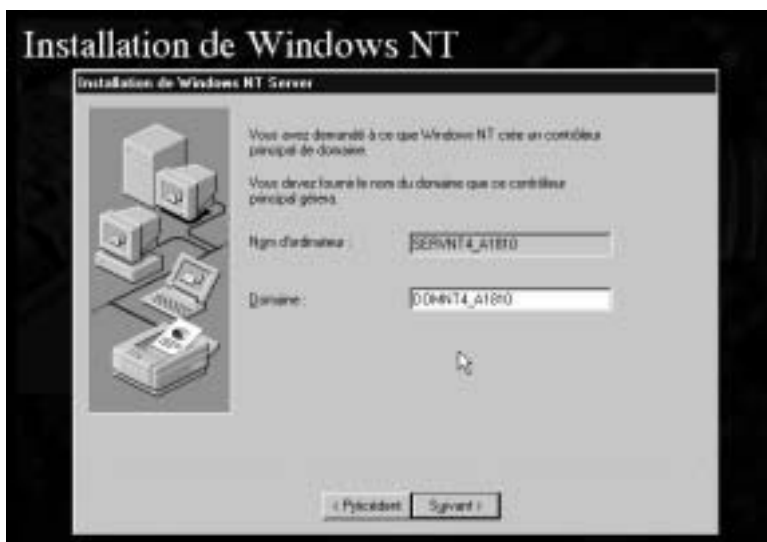 Installation de Windows NT
Installation de Windows NT Server
Vous avez demandé à ce que Windows NT crée un contrôleur
principal de domaine.
Vous devez fournir le nom du domaine que ce contrôleur
principal gérera.
Nom d'ordinateur :
SERVNT4_A1810
Domaine :
DOMNT4_A1810
< Précédent
Suivant >